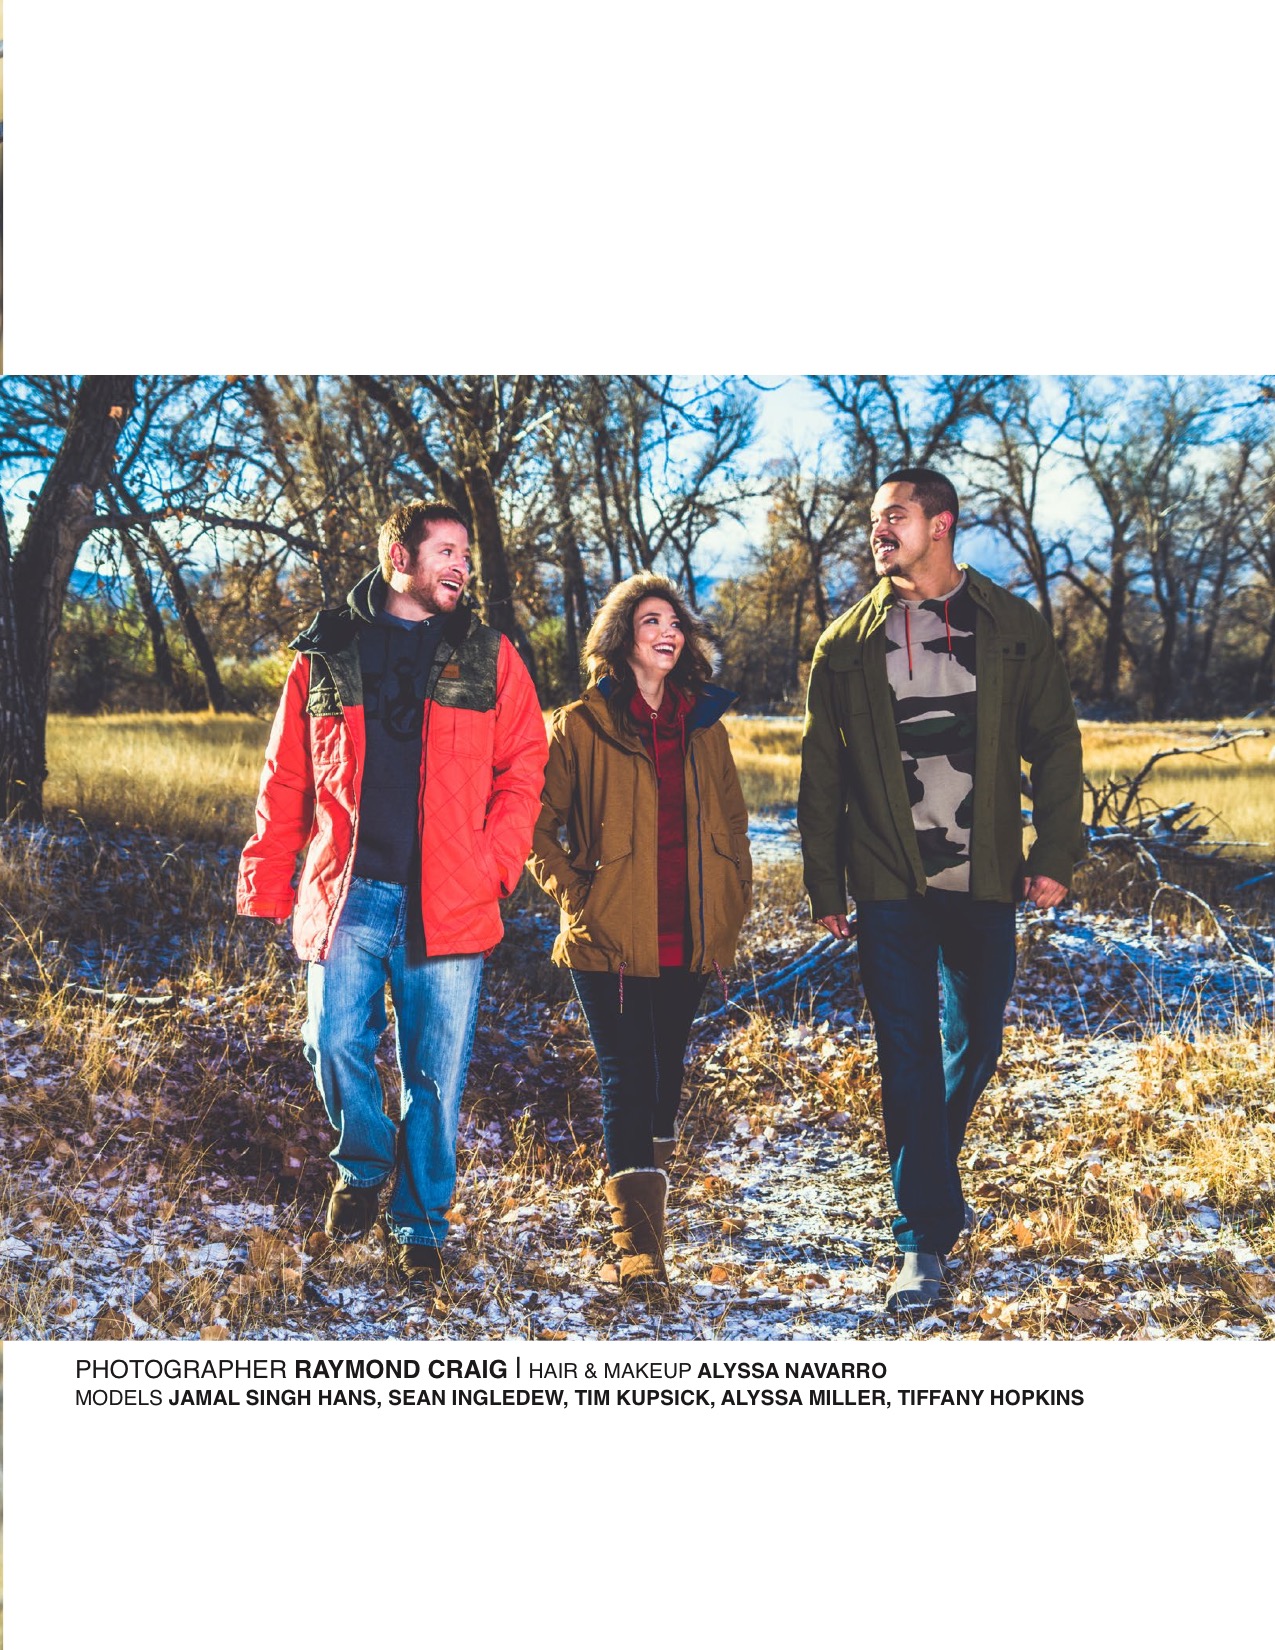 PHOTOGRAPHER RAYMOND CRAIG | HAIR & MAKEUP ALYSSA NAVARRO
MODELS JAMAL SINGH HANS, SEAN INGLEDEW, TIM KUPSICK, ALYSSA MILLER, TIFFANY HOPKINS